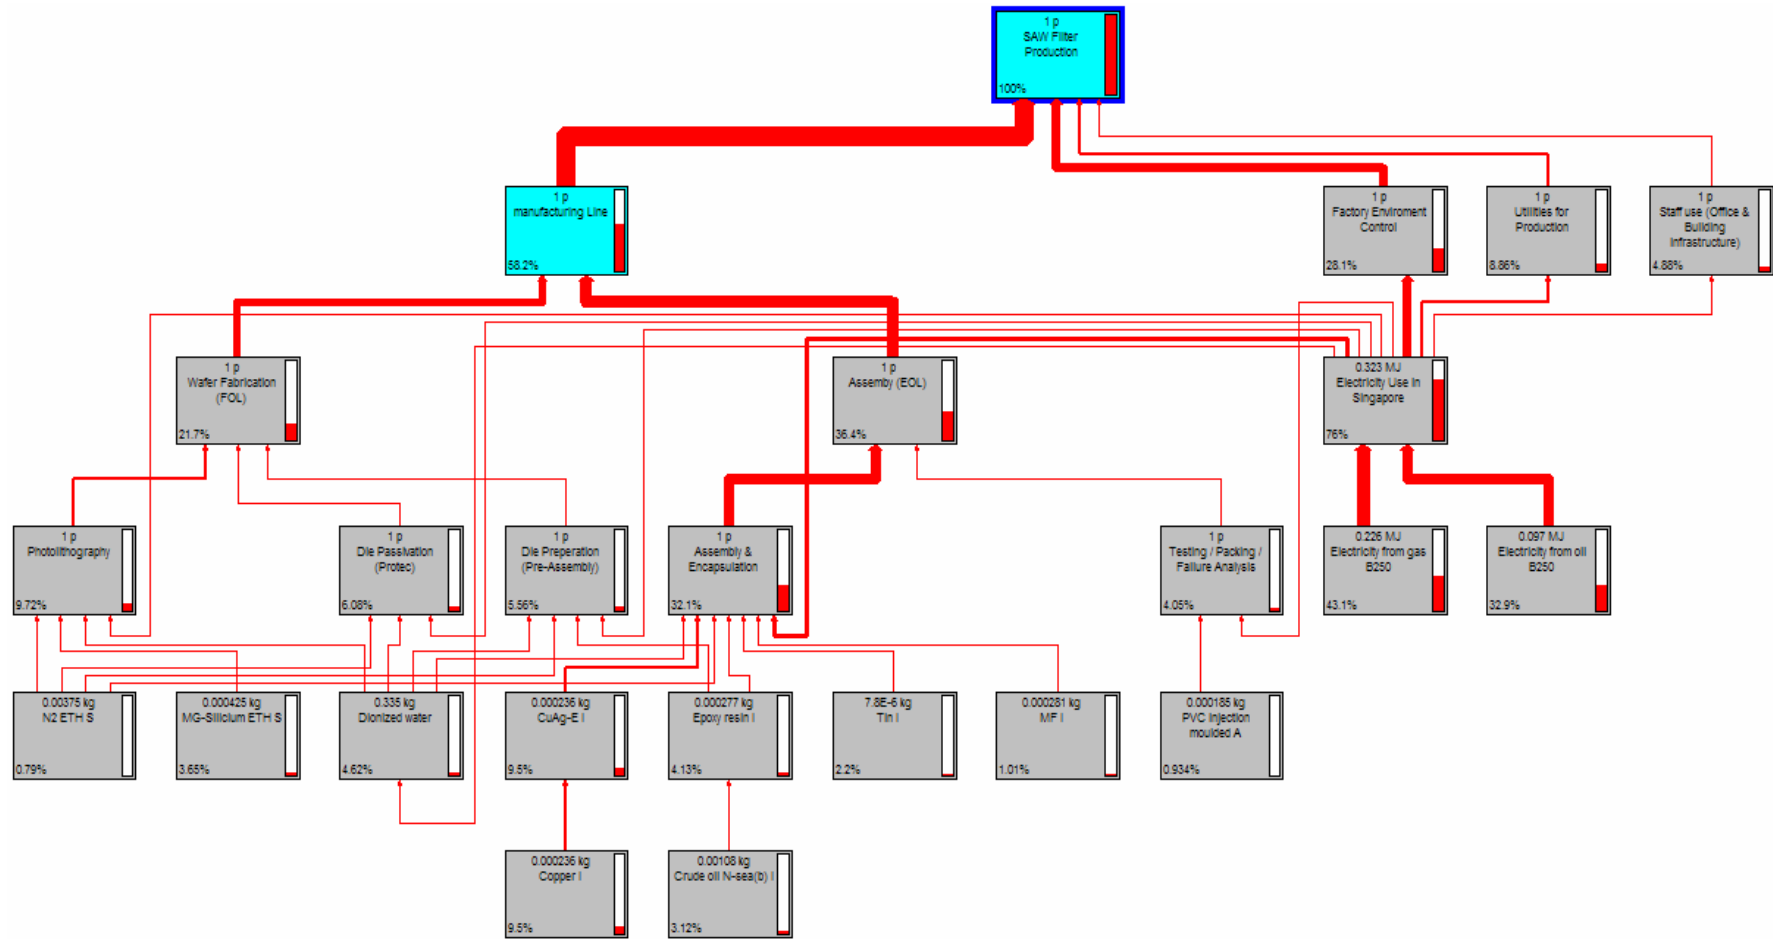 1 p
SAW Filter
Production
100%
1 p
manufacturing Line
58.2%
1 p
Factory Enviroment
Control
28.1%
1 p
Utilities for
Production
8.86%
1 p
Staff use (Office &
Building
Infrastructure)
4.88%
1 p
Wafer Fabrication
(FOL)
21.7%
1 p
Assemby (EOL)
36.4%
0.323 MJ
Electricity Use in
Singapore
76%
1 p
Photolithography
9.72%
1 p
Die Passivation
(Protec)
6.08%
1 p
Die Preperation
(Pre-Assembly)
5.56%
1 p
Assembly &
Encapsulation
32.1%
1 p
Testing / Packing /
Failure Analysis
4.05%
0.226 MJ
Electricity from gas
B250
43.1%
0.097 MJ
Electricity from oil
B250
32.9%
0.00375 kg
N2 ETH S
0.79%
0.000425 kg
MG-Silicium ETH S
3.65%
0.335 kg
Dionized water
4.62%
0.000236 kg
CuAg-E I
9.5%
0.000277 kg
Epoxy resin I
4.13%
7.8E-6 kg
Tin I
2.2%
0.000281 kg
MF I
1.01%
0.000185 kg
PVC injection
moulded A
0.934%
0.000236 kg
Copper I
9.5%
0.00108 kg
Crude oil N-sea(b) I
3.12%